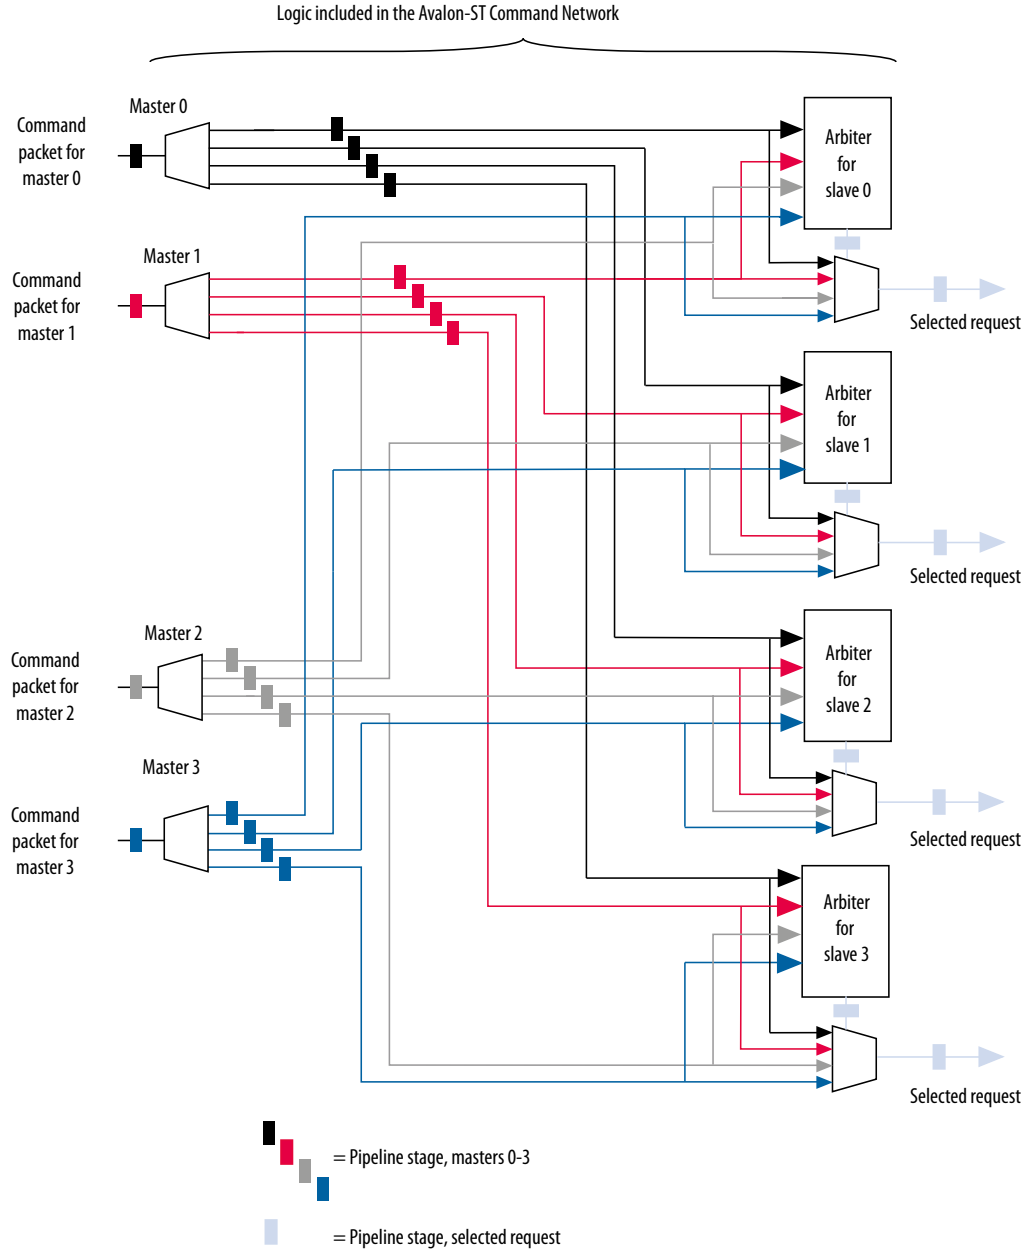 Logic included in the Avalon-ST Command Network
Master 0
Command
packet for
master 0
Arbiter
for
slave 0
Master 1
Command
packet for
master 1
Selected request
Arbiter
for
slave 1
Selected request
Master 2
Command
packet for
master 2
Arbiter
for
slave 2
Master 3
Command
packet for
master 3
Selected request
Arbiter
for
slave 3
Selected request
= Pipeline stage, masters 0-3
= Pipeline stage, selected request